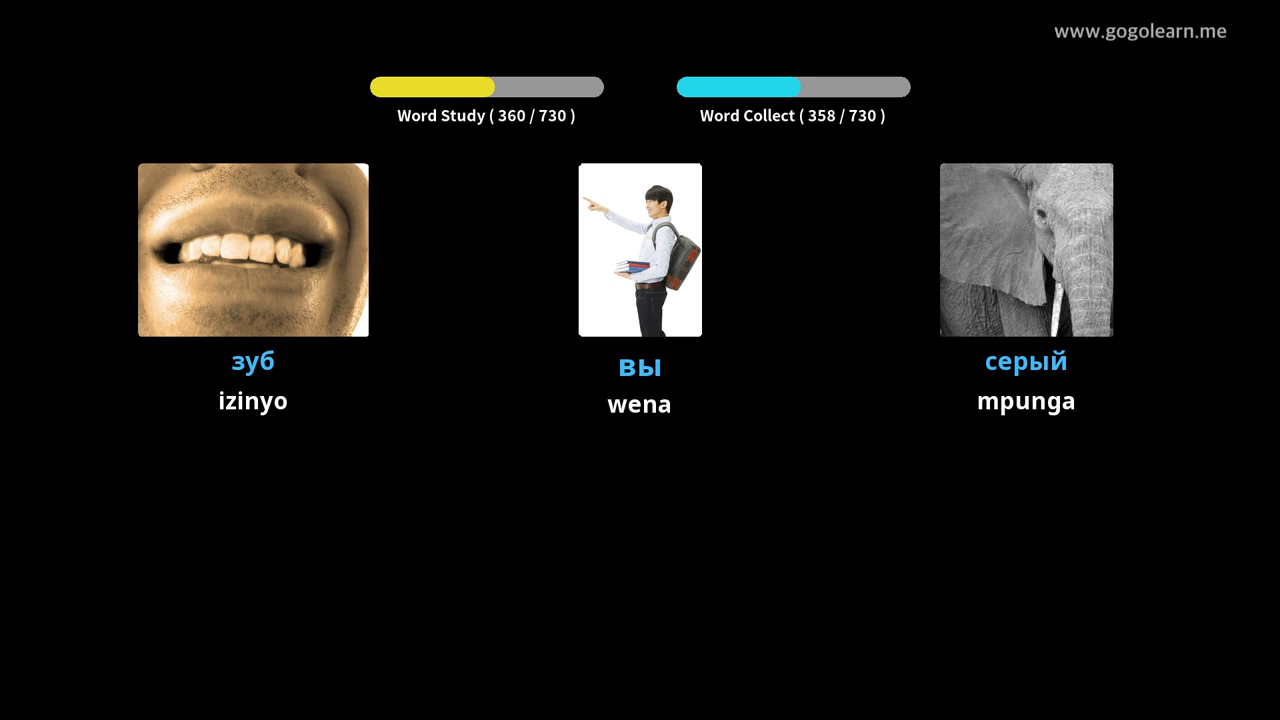 www.gogolearn.me
Word Study ( 360 / 730 )
Word Collect ( 358 / 730 )
зуб
izinyo
вы
wena
серый
mpunga